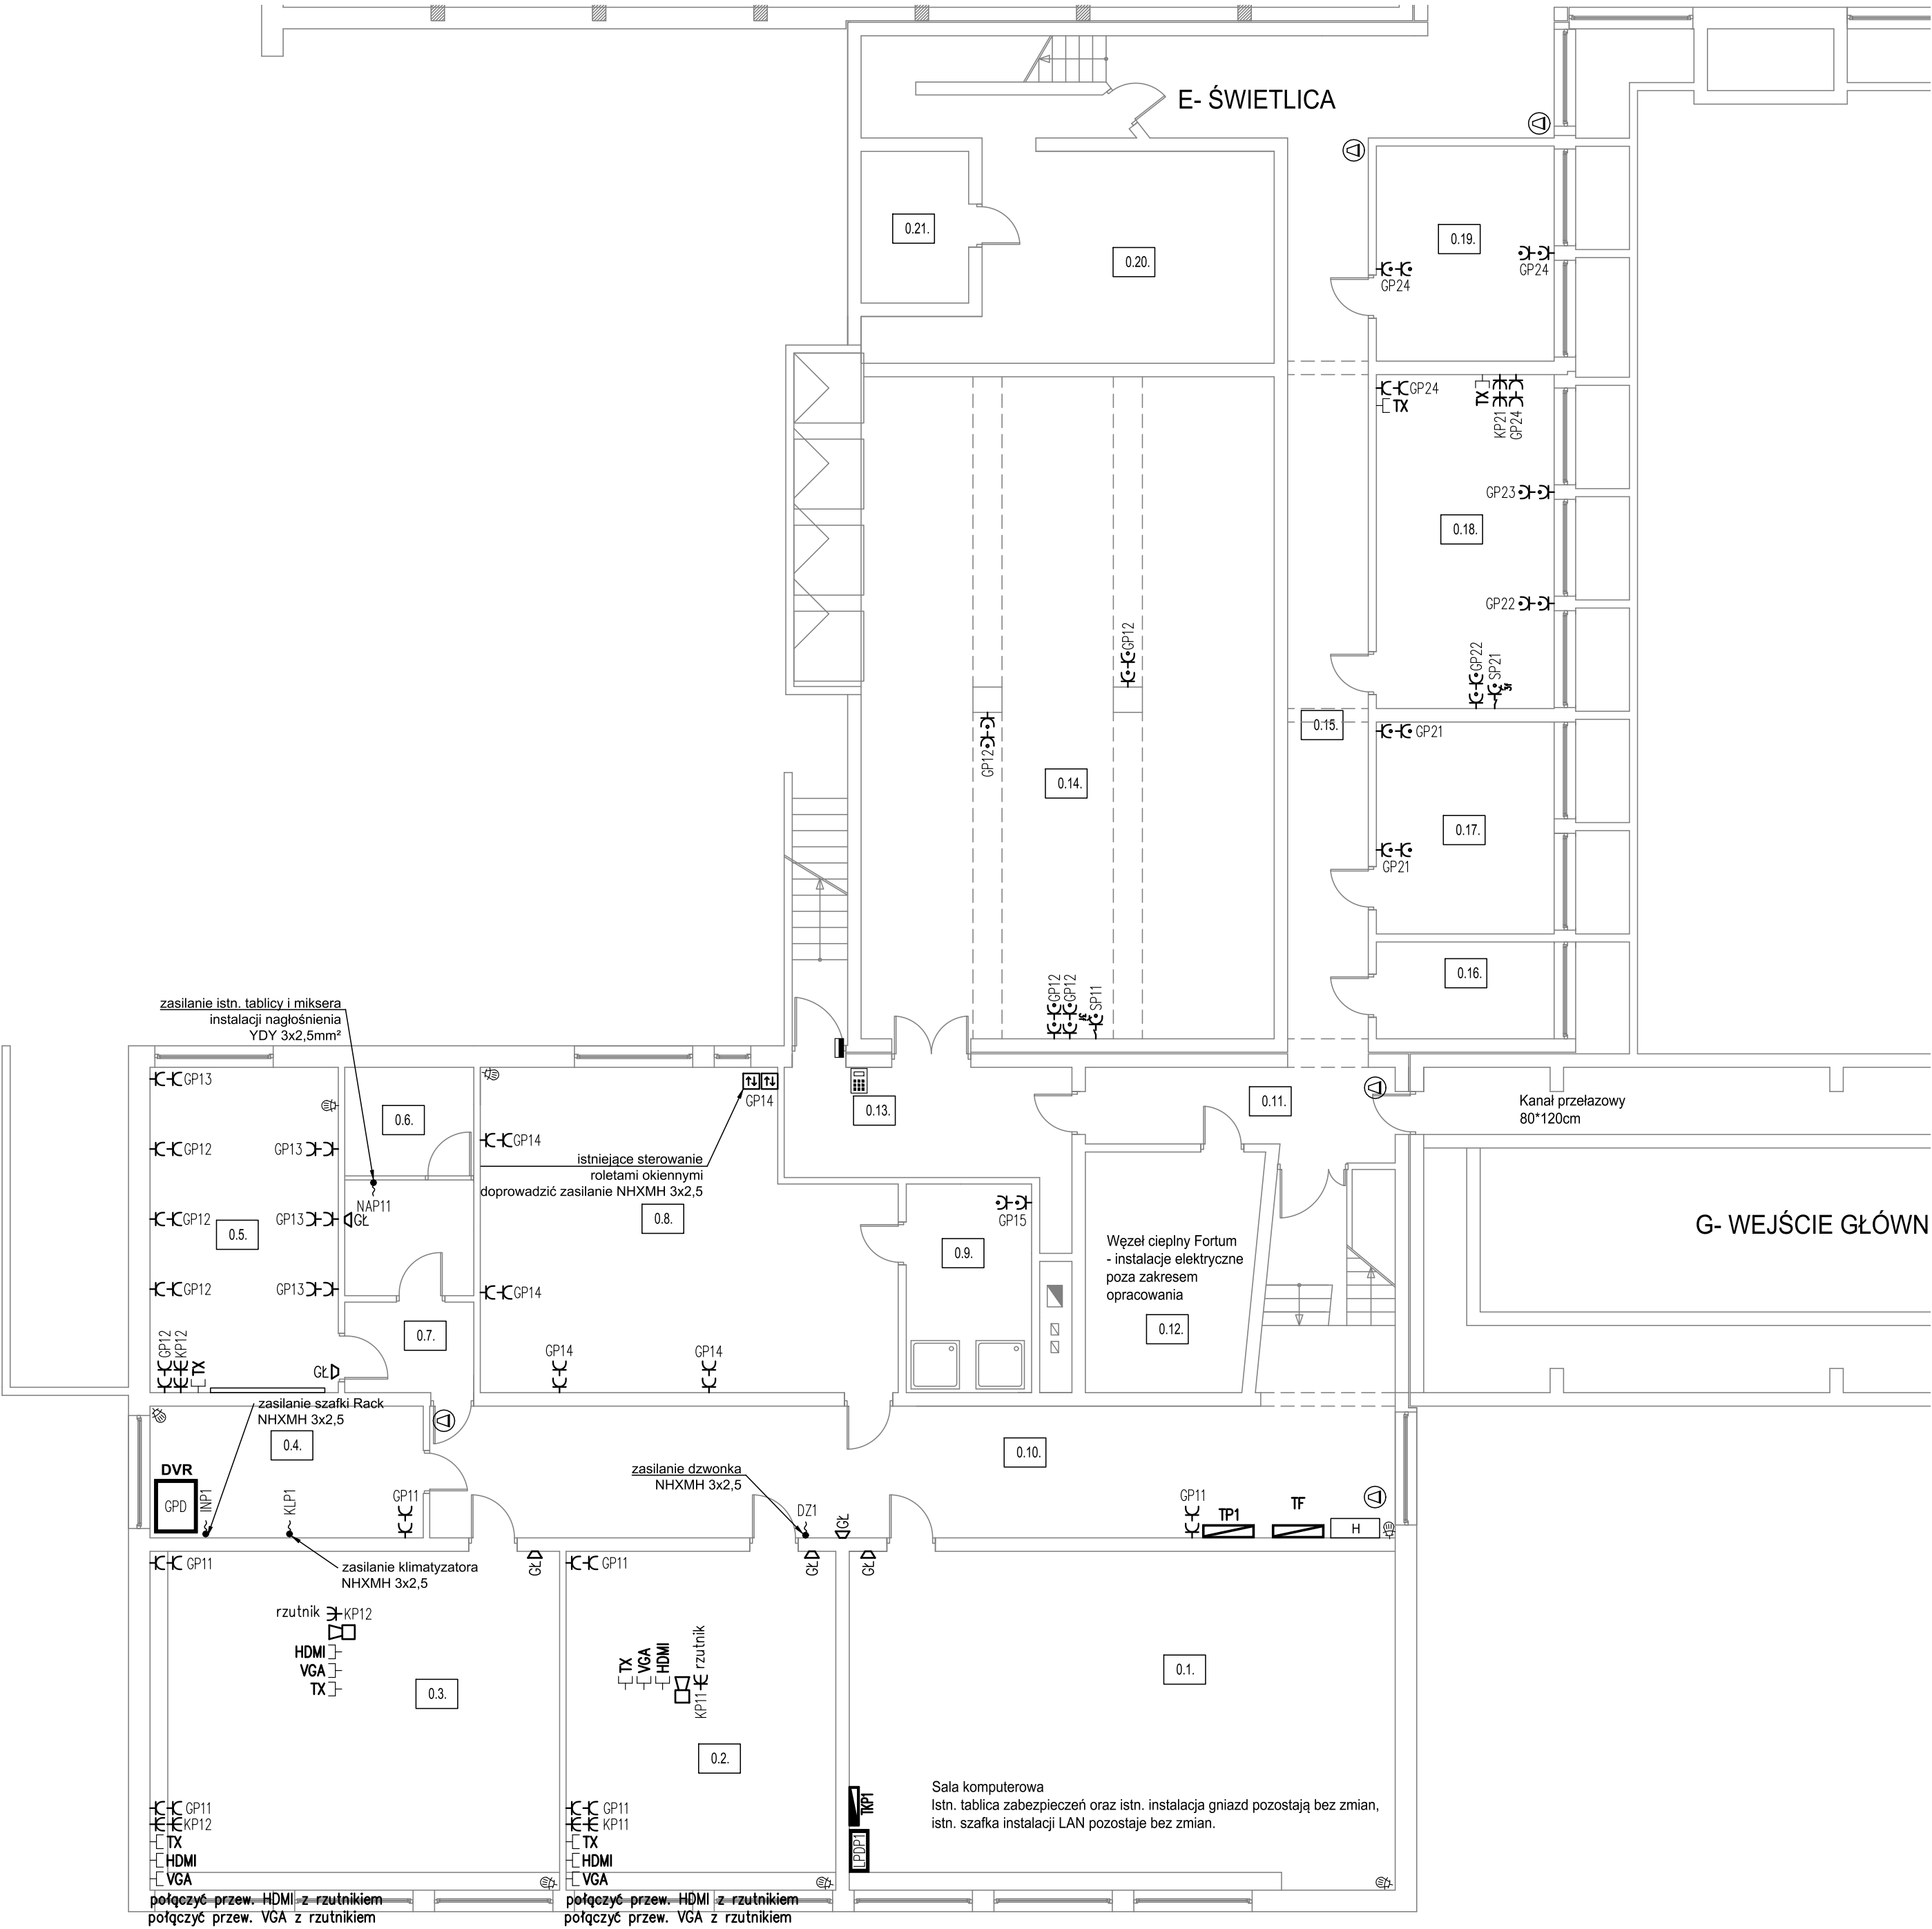 E- ŚWIETLICA
0.21.
0.20.
0.19.
GP24
GP24
GP24
TX
TX
KP21
GP24
GP23
0.18.
GP22
GP22
SP21
3f
GP12
GP12
0.15.
GP21
0.14.
0.17.
GP21
0.16.
GP12
GP12
SP11
3f
zasilanie istn. tablicy i miksera
instalacji nagłośnienia
YDY 3x2,5mm²
GP13
GP12
GP13
GP12
GP13
GP12
GP13
0.5.
GP12
KP12
TX
GŁ
0.6.
NAP11
GŁ
0.7.
GP14
GP14
istniejące sterowanie
roletami okiennymi
doprowadzić zasilanie NHXMH 3x2,5
0.8.
GP14
GP14
GP14
0.13.
0.11.
Kanał przełazowy
80*120cm
GP15
0.9.
Węzeł cieplny Fortum
- instalacje elektryczne
poza zakresem
opracowania
0.12.
G- WEJŚCIE GŁÓWN
zasilanie szafki Rack
NHXMH 3x2,5
0.4.
DVR
GPD
INP1
KLP1
GP11
zasilanie klimatyzatora
NHXMH 3x2,5
zasilanie dzwonka
NHXMH 3x2,5
DZ1
GŁ
0.10.
GP11
TP1
TF
H
GP11
GŁ
rzutnik
KP12
HDMI
VGA
TX
0.3.
GP11
KP12
TX
HDMI
VGA
połączyć przew. HDMI z rzutnikiem
połączyć przew. VGA z rzutnikiem
GP11
GŁ
TX
VGA
HDMI
KP11
rzutnik
0.2.
GP11
KP11
TX
HDMI
VGA
połączyć przew. HDMI z rzutnikiem
połączyć przew. VGA z rzutnikiem
GŁ
0.1.
TKP1
LPDP1
Sala komputerowa
Istn. tablica zabezpieczeń oraz istn. instalacja gniazd pozostają bez zmian,
istn. szafka instalacji LAN pozostaje bez zmian.